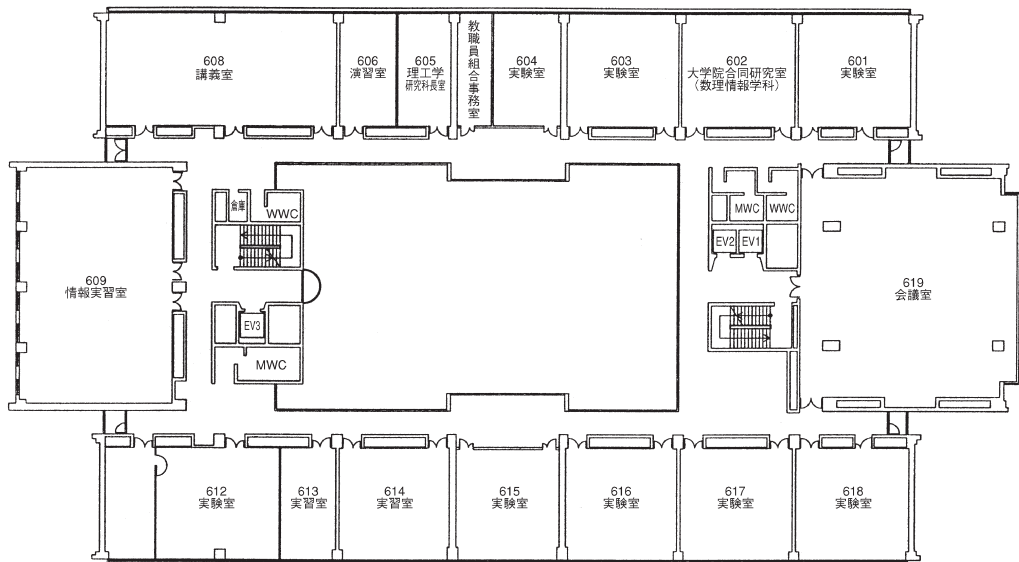 608
講義室
606
演習室
605
理工学
研究科長室
教職員組合事務室
604
実験室
603
実験室
602
大学院合同研究室
(数理情報学科)
601
実験室
倉庫
WWC
MWC
WWC
EV2
EV1
609
情報実習室
619
会議室
EV3
MWC
612
実験室
613
実習室
614
実習室
615
実験室
616
実験室
617
実験室
618
実験室